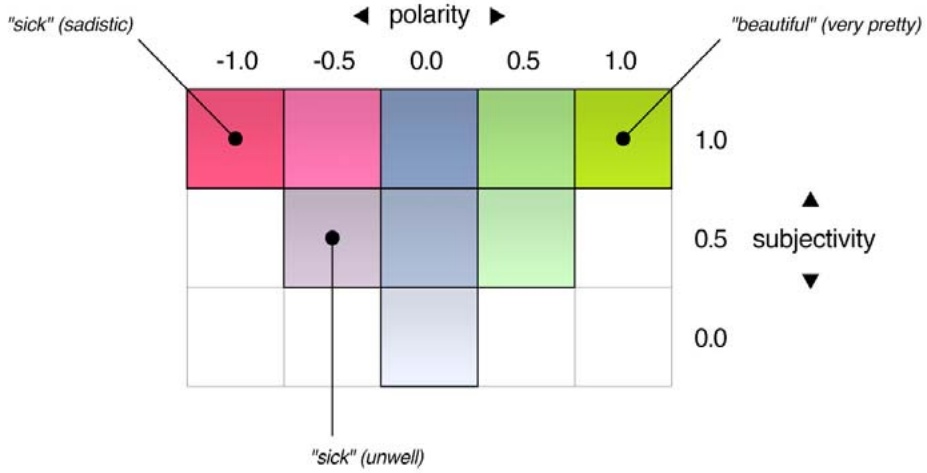 ◄ polarity ►
"sick" (sadistic)
"beautiful" (very pretty)
-1.0 -0.5 0.0 0.5 1.0
1.0
▲
0.5 subjectivity
▼
0.0
"sick" (unwell)